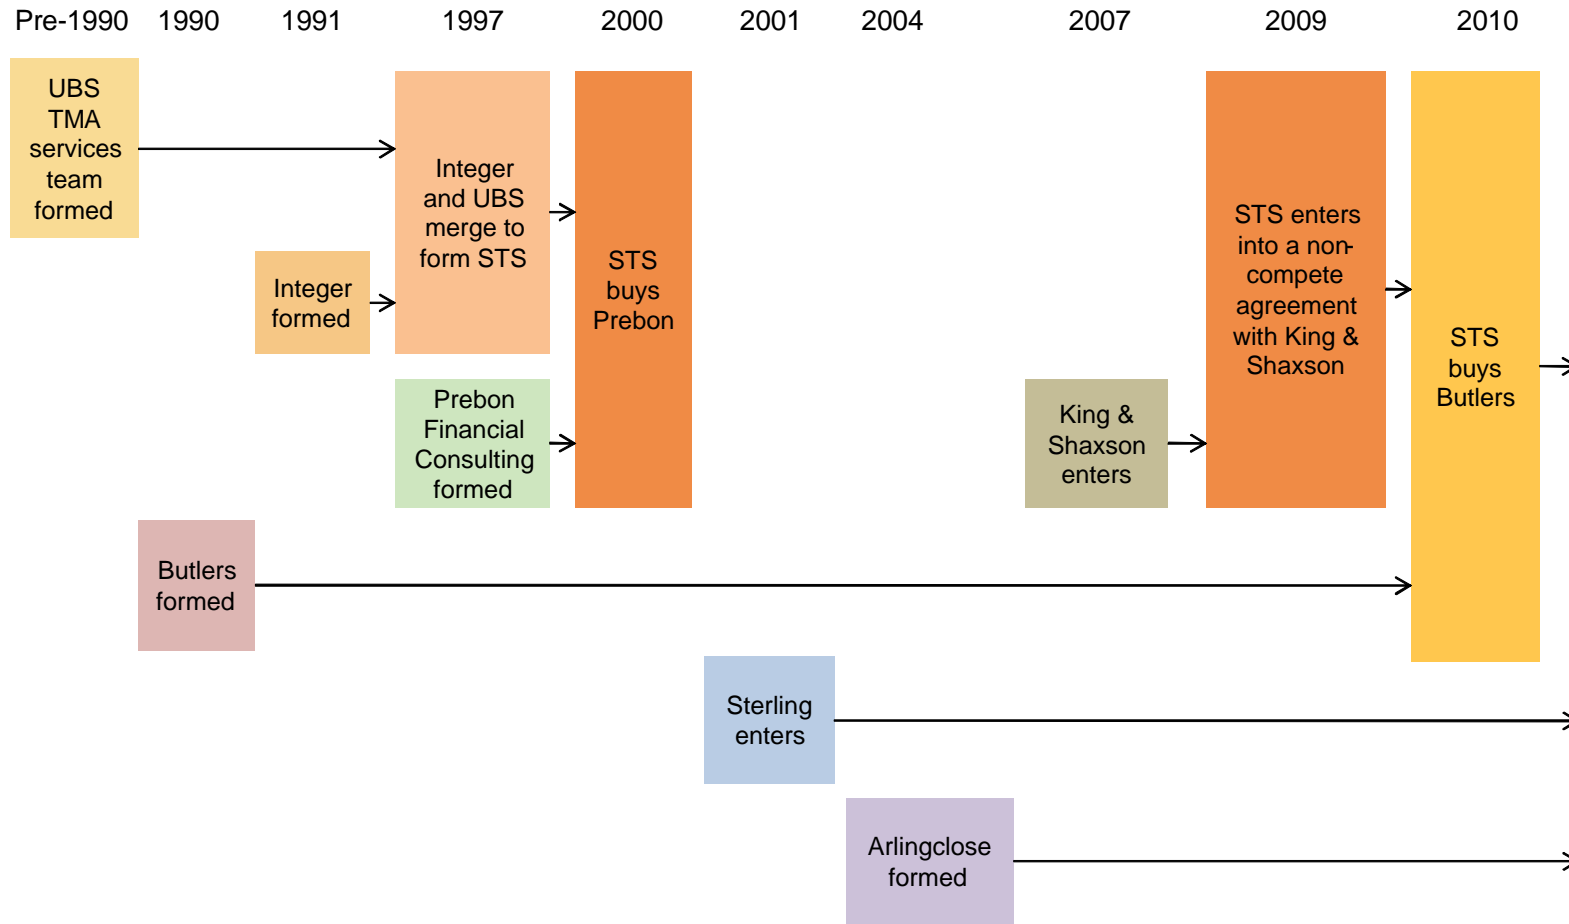 Pre-1990 1990 1991 1997 2000 2001 2004 2007 2009 2010
UBS
TMA
services
team
formed
Integer
formed
Integer
and UBS
merge to
form STS
Prebon
Financial
Consulting
formed
STS
buys
Prebon
King &
Shaxson
enters
STS enters
into a non-
compete
agreement
with King &
Shaxson
STS
buys
Butlers
Butlers
formed
Sterling
enters
Arlingclose
formed